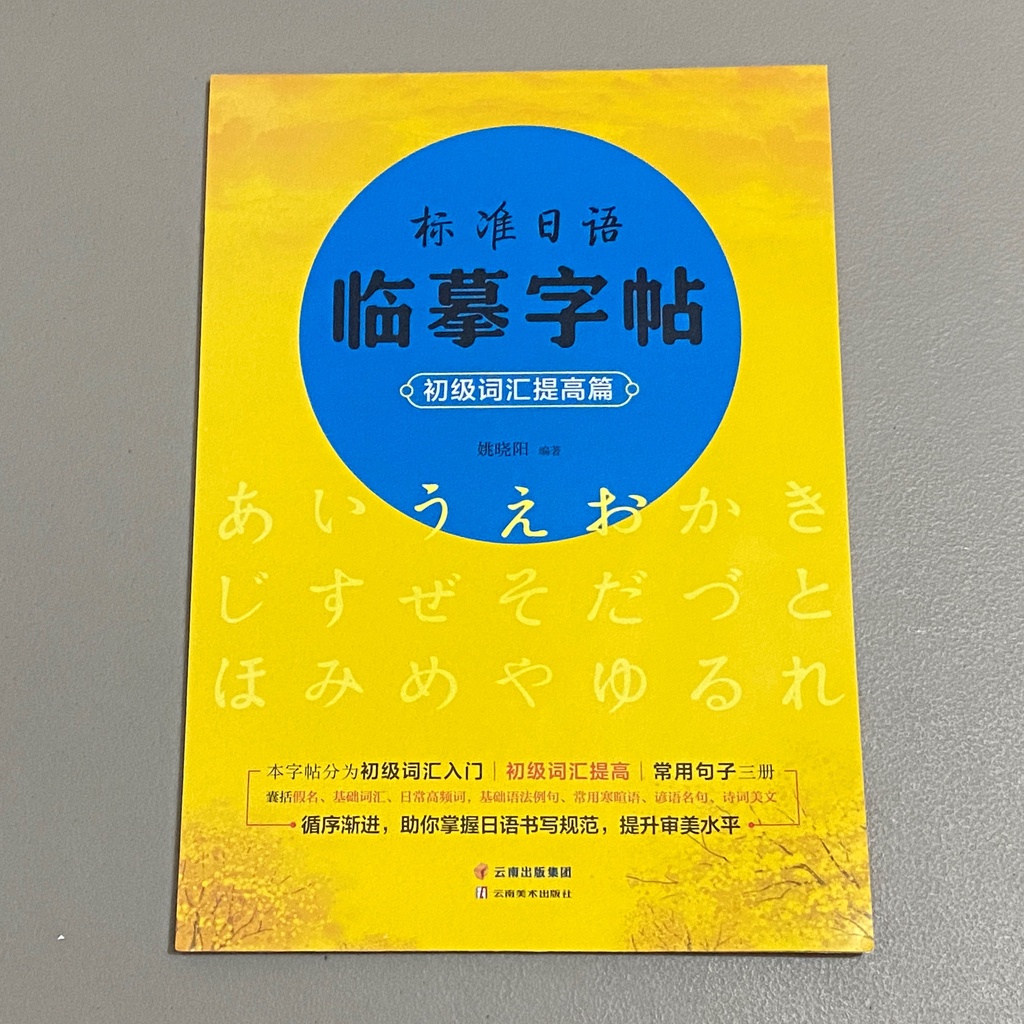 标准日语
临摹字帖
初级词汇提高篇
姚晓阳 编著
あ い う え お か き
じ す ぜ そ だ づ と
ほ み め や ゆ る れ
本字帖分为初级词汇入门｜初级词汇提高｜常用句子三册
囊括假名、基础词汇、日常高频词，基础语法例句、常用寒暄语、谚语名句、诗词美文
循序渐进，助你掌握日语书写规范，提升审美水平
云南出版集团
云南美术出版社